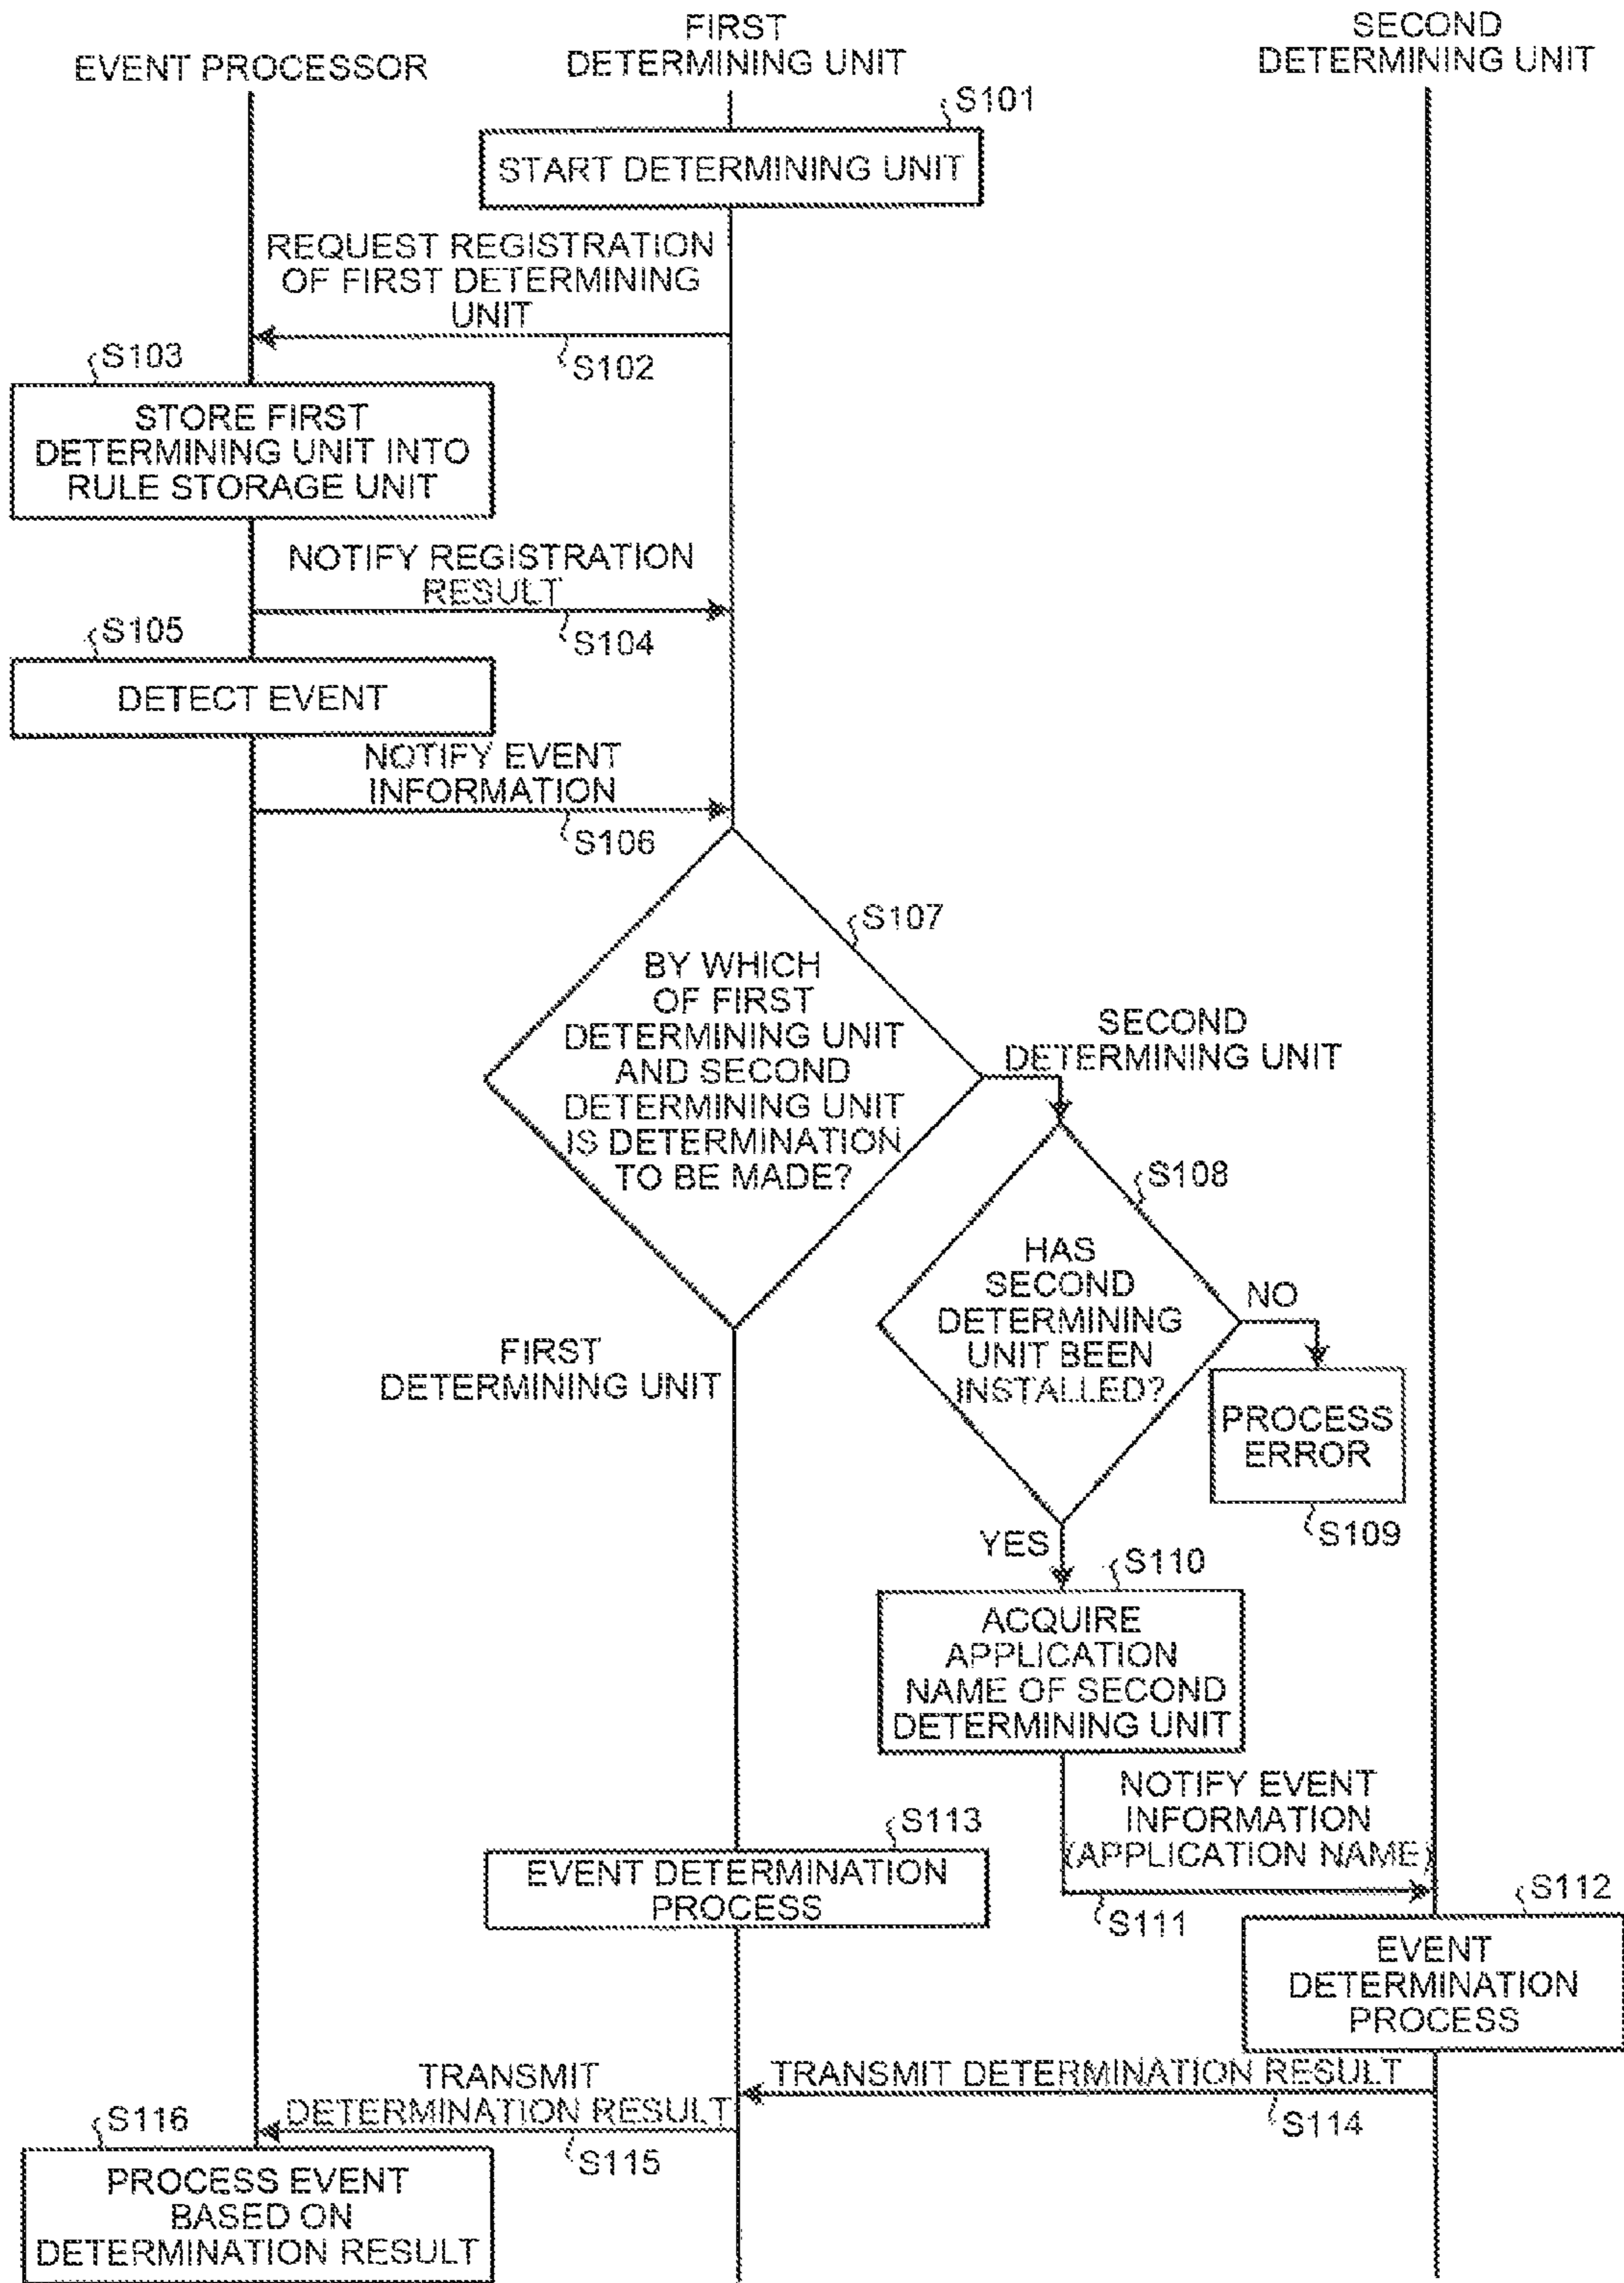 EVENT PROCESSOR
FIRST
DETERMINING UNIT
SECOND
DETERMINING UNIT
S101
START DETERMINING UNIT
REQUEST REGISTRATION
OF FIRST DETERMINING
UNIT
S102
S103
STORE FIRST
DETERMINING UNIT INTO
RULE STORAGE UNIT
NOTIFY REGISTRATION
RESULT
S104
S105
DETECT EVENT
NOTIFY EVENT
INFORMATION
S106
S107
BY WHICH
OF FIRST
DETERMINING UNIT
AND SECOND
DETERMINING UNIT
IS DETERMINATION
TO BE MADE?
SECOND
DETERMINING UNIT
S108
HAS
SECOND
DETERMINING
UNIT BEEN
INSTALLED?
NO
PROCESS
ERROR
S109
FIRST
DETERMINING UNIT
YES
S110
ACQUIRE
APPLICATION
NAME OF SECOND
DETERMINING UNIT
NOTIFY EVENT
INFORMATION
(APPLICATION NAME)
S111
S113
EVENT DETERMINATION
PROCESS
S112
EVENT
DETERMINATION
PROCESS
TRANSMIT DETERMINATION RESULT
S114
TRANSMIT
DETERMINATION RESULT
S115
S116
PROCESS EVENT
BASED ON
DETERMINATION RESULT